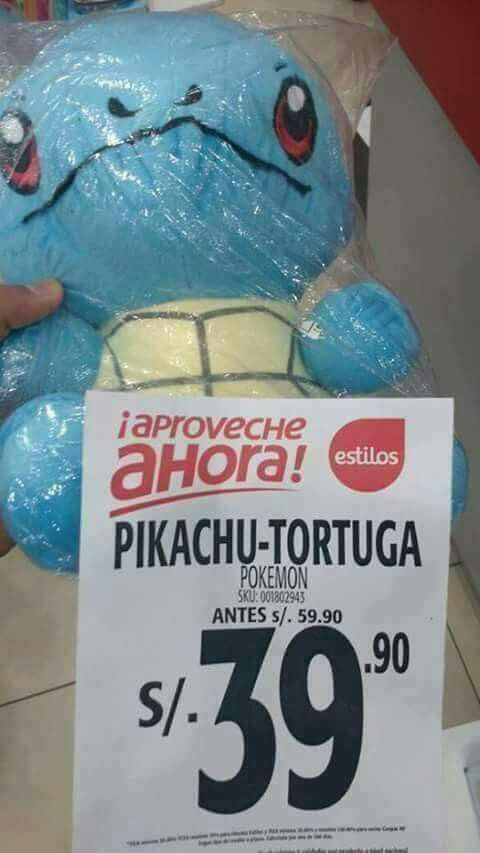 ¡aprOVeche
aHOra!
estilos
PIKACHU-TORTUGA
POKEMON
SKU: 001802943
ANTES s/. 59.90
S/.39.90